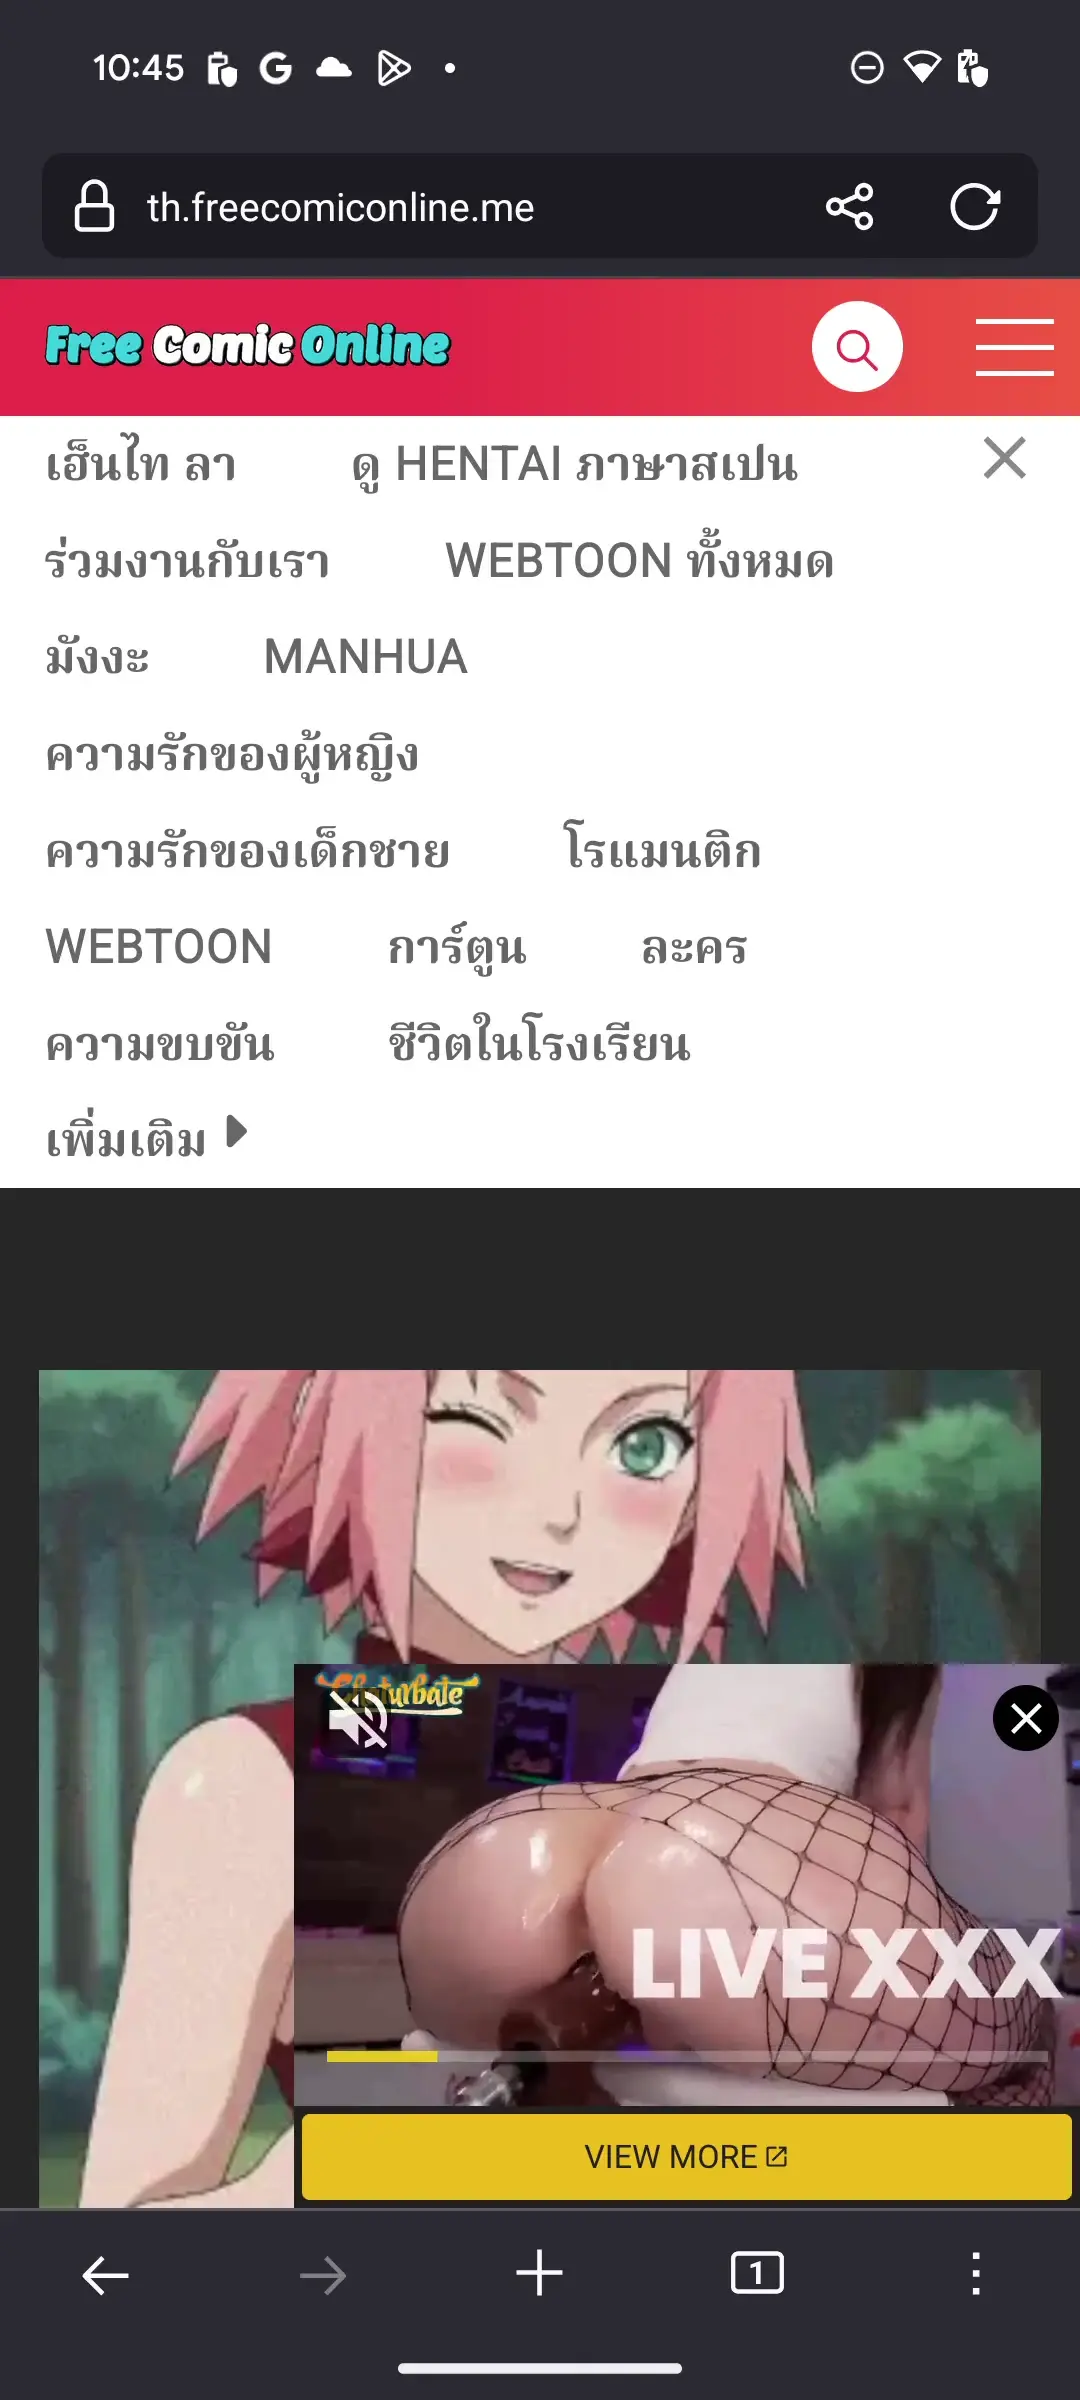 10:45
th.freecomiconline.me
Free Comic Online
เฮ็นไท ลา ดู HENTAI ภาษาสเปน
ร่วมงานกับเรา WEBTOON ทั้งหมด
มังงะ MANHUA
ความรักของผู้หญิง
ความรักของเด็กชาย โรแมนติก
WEBTOON การ์ตูน ละคร
ความขบขัน ชีวิตในโรงเรียน
เพิ่มเติม
Chaturbate
LIVE XXX
VIEW MORE
1